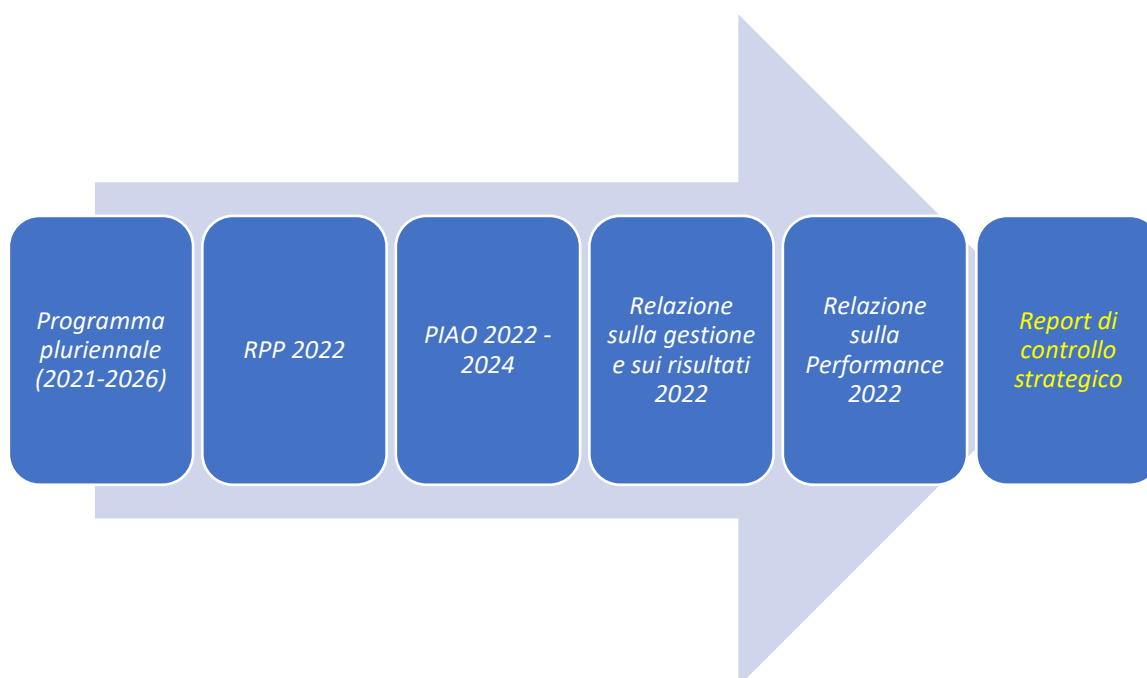 Programma
pluriennale
(2021-2026)
RPP 2022
PIAO 2022 -
2024
Relazione
sulla gestione
e sui risultati
2022
Relazione
sulla
Performance
2022
Report di
controllo
strategico